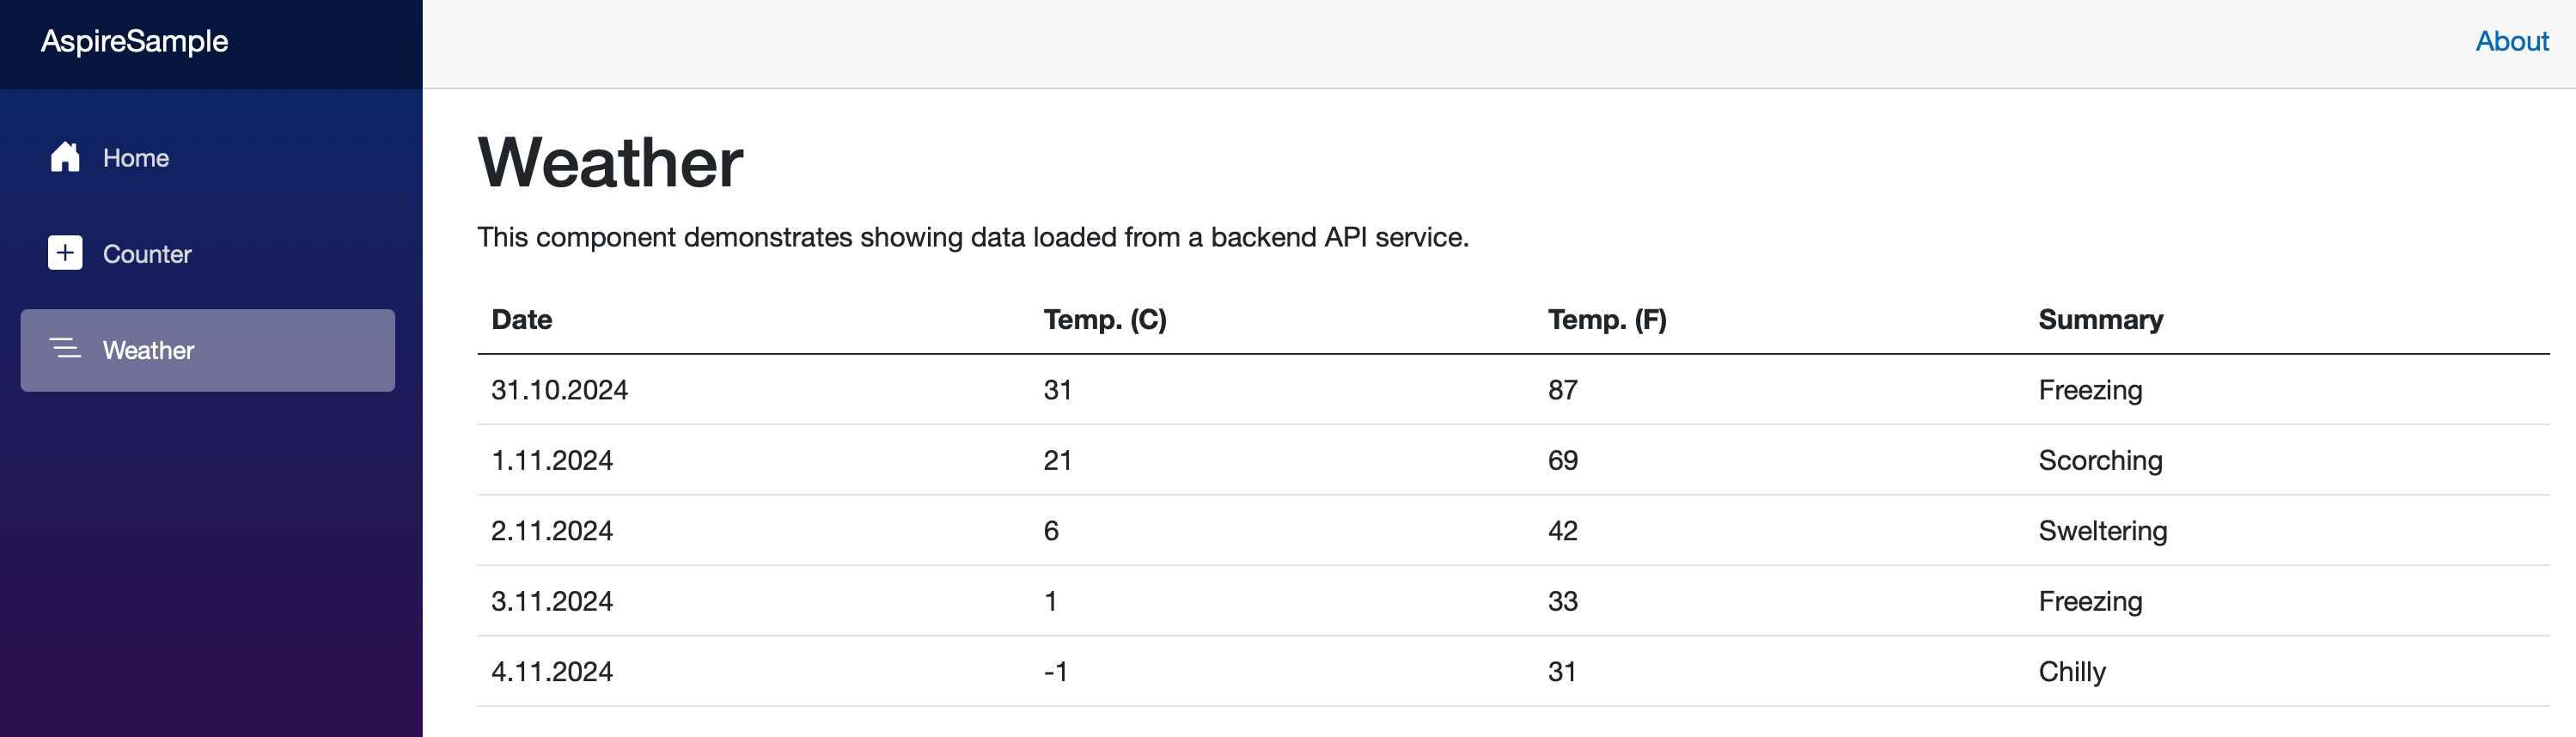 AspireSample
About
Home
Counter
Weather
Weather
This component demonstrates showing data loaded from a backend API service.
Date Temp. (C) Temp. (F) Summary
31.10.2024 31 87 Freezing
1.11.2024 21 69 Scorching
2.11.2024 6 42 Sweltering
3.11.2024 1 33 Freezing
4.11.2024 -1 31 Chilly